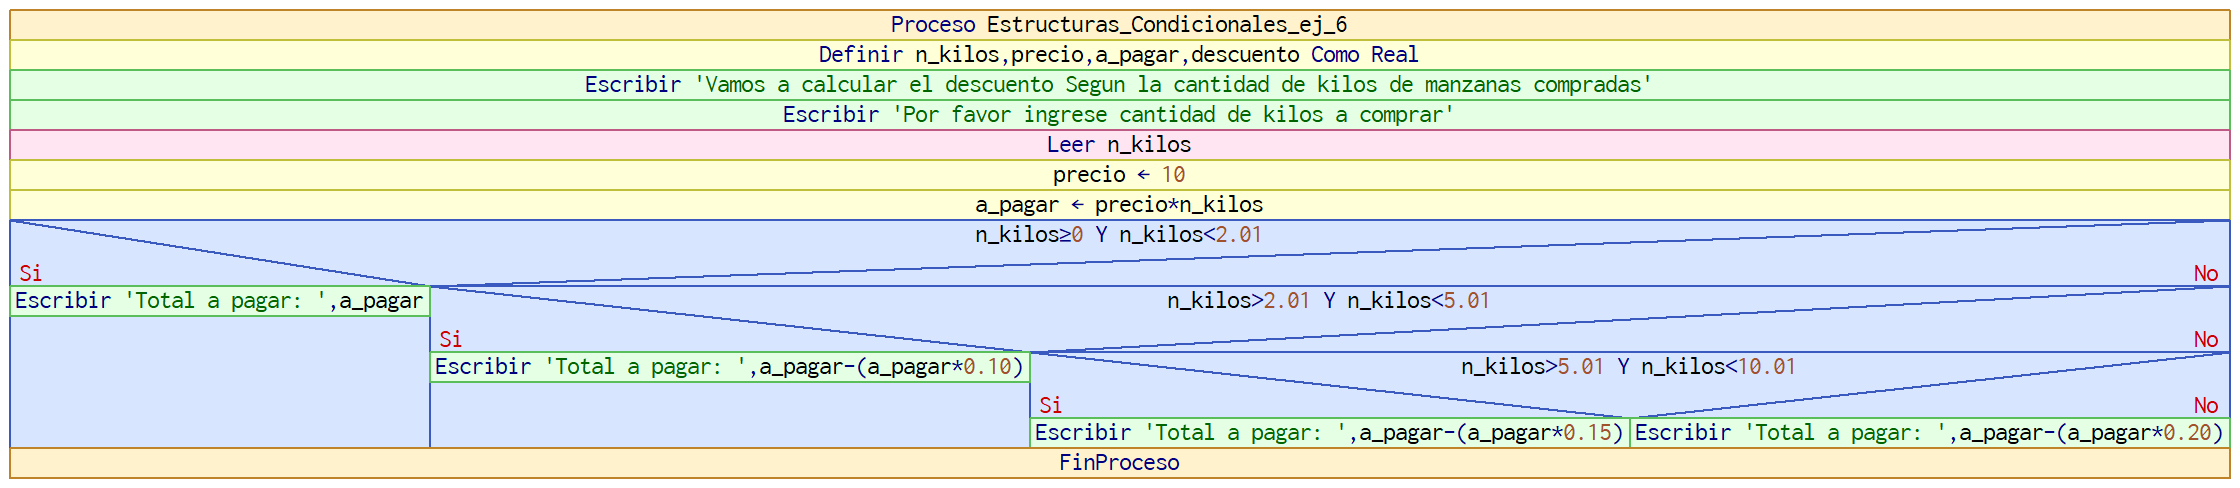 Proceso Estructuras_Condicionales_ej_6
Definir n_kilos,precio,a_pagar,descuento Como Real
Escribir 'Vamos a calcular el descuento Segun la cantidad de kilos de manzanas compradas'
Escribir 'Por favor ingrese cantidad de kilos a comprar'
Leer n_kilos
precio ← 10
a_pagar ← precio*n_kilos
n_kilos≥0 Y n_kilos<2.01
Si
No
Escribir 'Total a pagar: ',a_pagar
n_kilos>2.01 Y n_kilos<5.01
Si
No
Escribir 'Total a pagar: ',a_pagar-(a_pagar*0.10)
n_kilos>5.01 Y n_kilos<10.01
Si
No
Escribir 'Total a pagar: ',a_pagar-(a_pagar*0.15)
Escribir 'Total a pagar: ',a_pagar-(a_pagar*0.20)
FinProceso